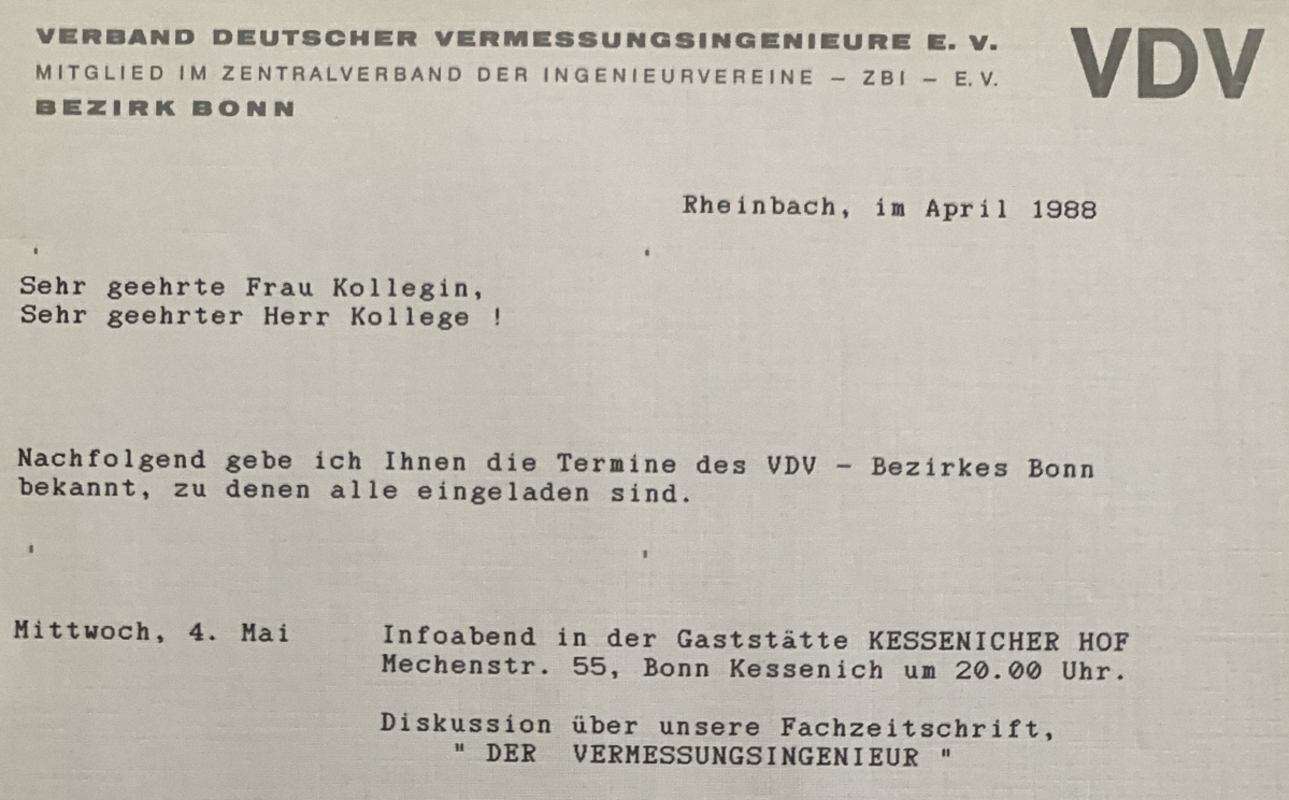 VERBAND DEUTSCHER VERMESSUNGSINGENIEURE E. V.
VDV
MITGLIED IM ZENTRALVERBAND DER INGENIEURVEREINE – ZBI – E. V.
BEZIRK BONN
Rheinbach, im April 1988
Sehr geehrte Frau Kollegin,
Sehr geehrter Herr Kollege !
Nachfolgend gebe ich Ihnen die Termine des VDV - Bezirkes Bonn
bekannt, zu denen alle eingeladen sind.
Mittwoch, 4. Mai Infoabend in der Gaststätte KESSENICHER HOF
Mechenstr. 55, Bonn Kessenich um 20.00 Uhr.
Diskussion über unsere Fachzeitschrift,
" DER VERMESSUNGSINGENIEUR "